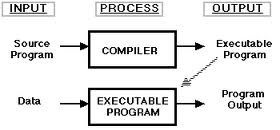 INPUT PROCESS OUTPUT
Source Program COMPILER Executable Program
Data EXECUTABLE PROGRAM Program Output